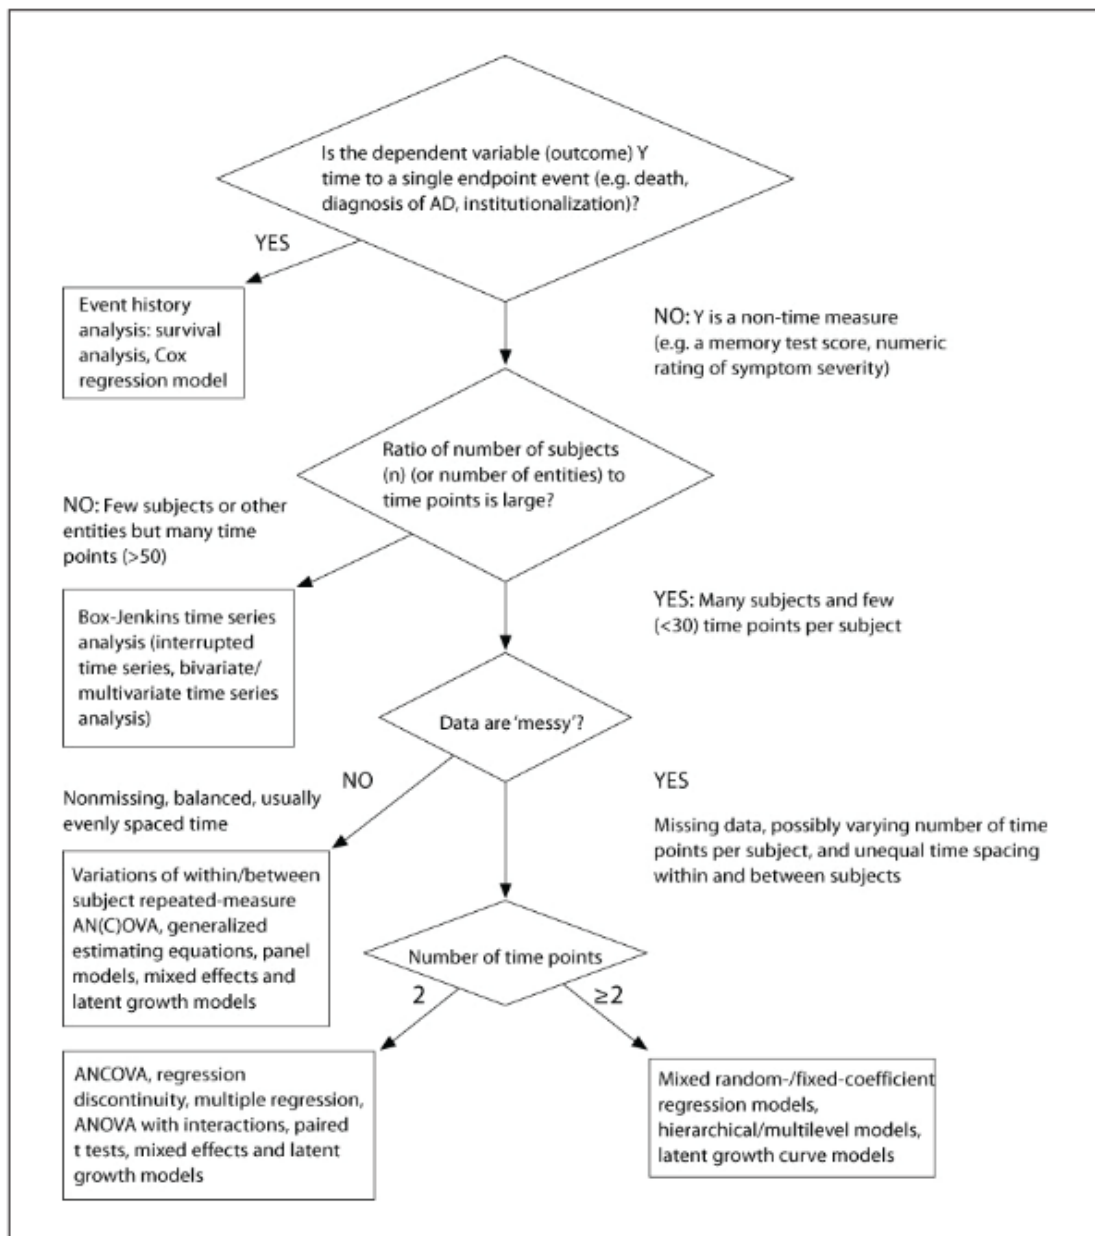 Is the dependent variable (outcome) Y
time to a single endpoint event (e.g. death,
diagnosis of AD, institutionalization)?
YES
Event history
analysis: survival
analysis, Cox
regression model
NO: Y is a non-time measure
(e.g. a memory test score, numeric
rating of symptom severity)
Ratio of number of subjects
(n) (or number of entities) to
time points is large?
NO: Few subjects or other
entities but many time
points (>50)
Box-Jenkins time series
analysis (interrupted
time series, bivariate/
multivariate time series
analysis)
YES: Many subjects and few
(<30) time points per subject
Data are ‘messy’?
NO
Nonmissing, balanced, usually
evenly spaced time
Variations of within/between
subject repeated-measure
AN(C)OVA, generalized
estimating equations, panel
models, mixed effects and
latent growth models
YES
Missing data, possibly varying number of time
points per subject, and unequal time spacing
within and between subjects
Number of time points
2
≥2
ANCOVA, regression
discontinuity, multiple regression,
ANOVA with interactions, paired
t tests, mixed effects and latent
growth models
Mixed random-/fixed-coefficient
regression models,
hierarchical/multilevel models,
latent growth curve models